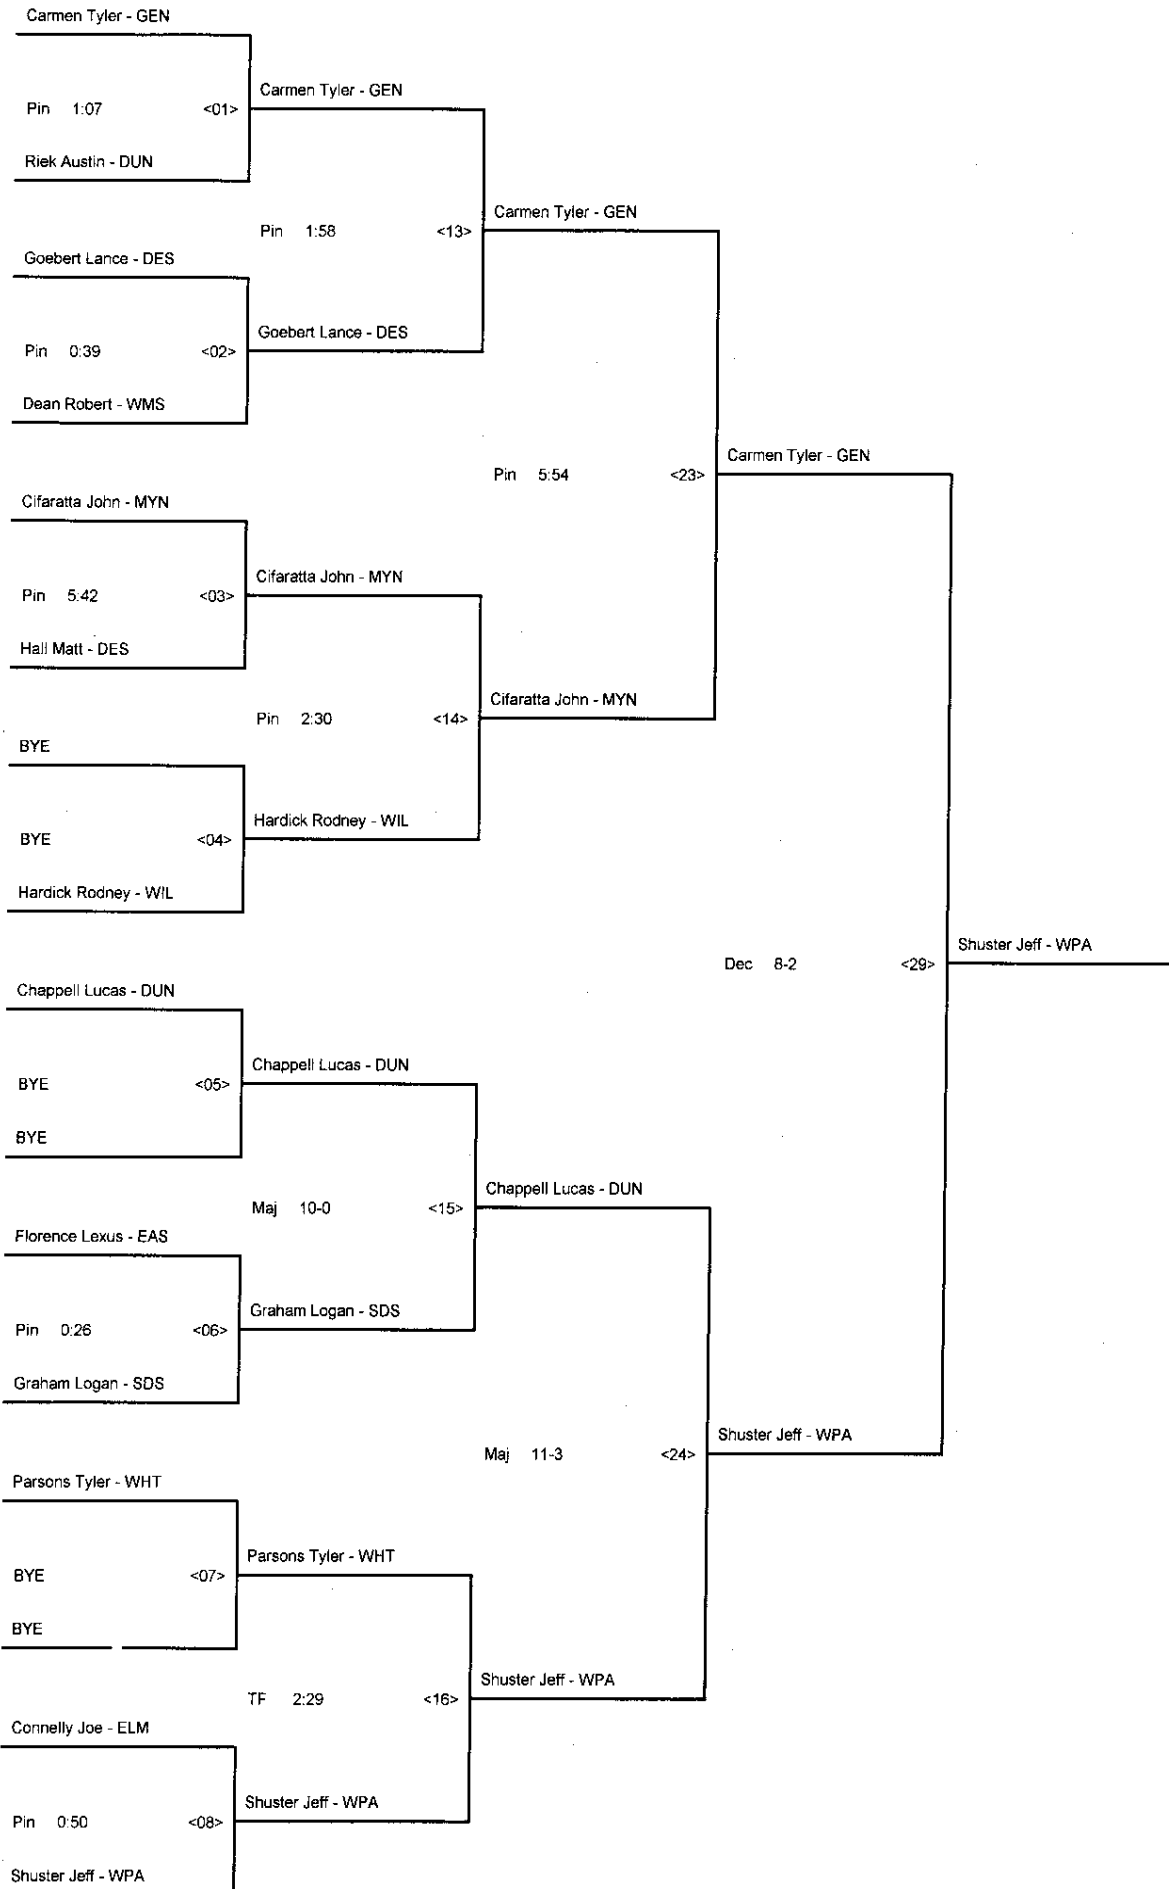 Carmen Tyler - GEN
Pin 1:07 <01>
Carmen Tyler - GEN
Riek Austin - DUN
Pin 1:58 <13>
Carmen Tyler - GEN
Goebert Lance - DES
Pin 0:39 <02>
Goebert Lance - DES
Dean Robert - WMS
Pin 5:54 <23>
Carmen Tyler - GEN
Cifaratta John - MYN
Pin 5:42 <03>
Cifaratta John - MYN
Hall Matt - DES
Pin 2:30 <14>
Cifaratta John - MYN
BYE
BYE <04>
Hardick Rodney - WIL
Hardick Rodney - WIL
Dec 8-2 <29>
Shuster Jeff - WPA
Chappell Lucas - DUN
BYE <05>
Chappell Lucas - DUN
BYE
Maj 10-0 <15>
Chappell Lucas - DUN
Florence Lexus - EAS
Pin 0:26 <06>
Graham Logan - SDS
Graham Logan - SDS
Maj 11-3 <24>
Shuster Jeff - WPA
Parsons Tyler - WHT
BYE <07>
Parsons Tyler - WHT
BYE
TF 2:29 <16>
Shuster Jeff - WPA
Connelly Joe - ELM
Pin 0:50 <08>
Shuster Jeff - WPA
Shuster Jeff - WPA